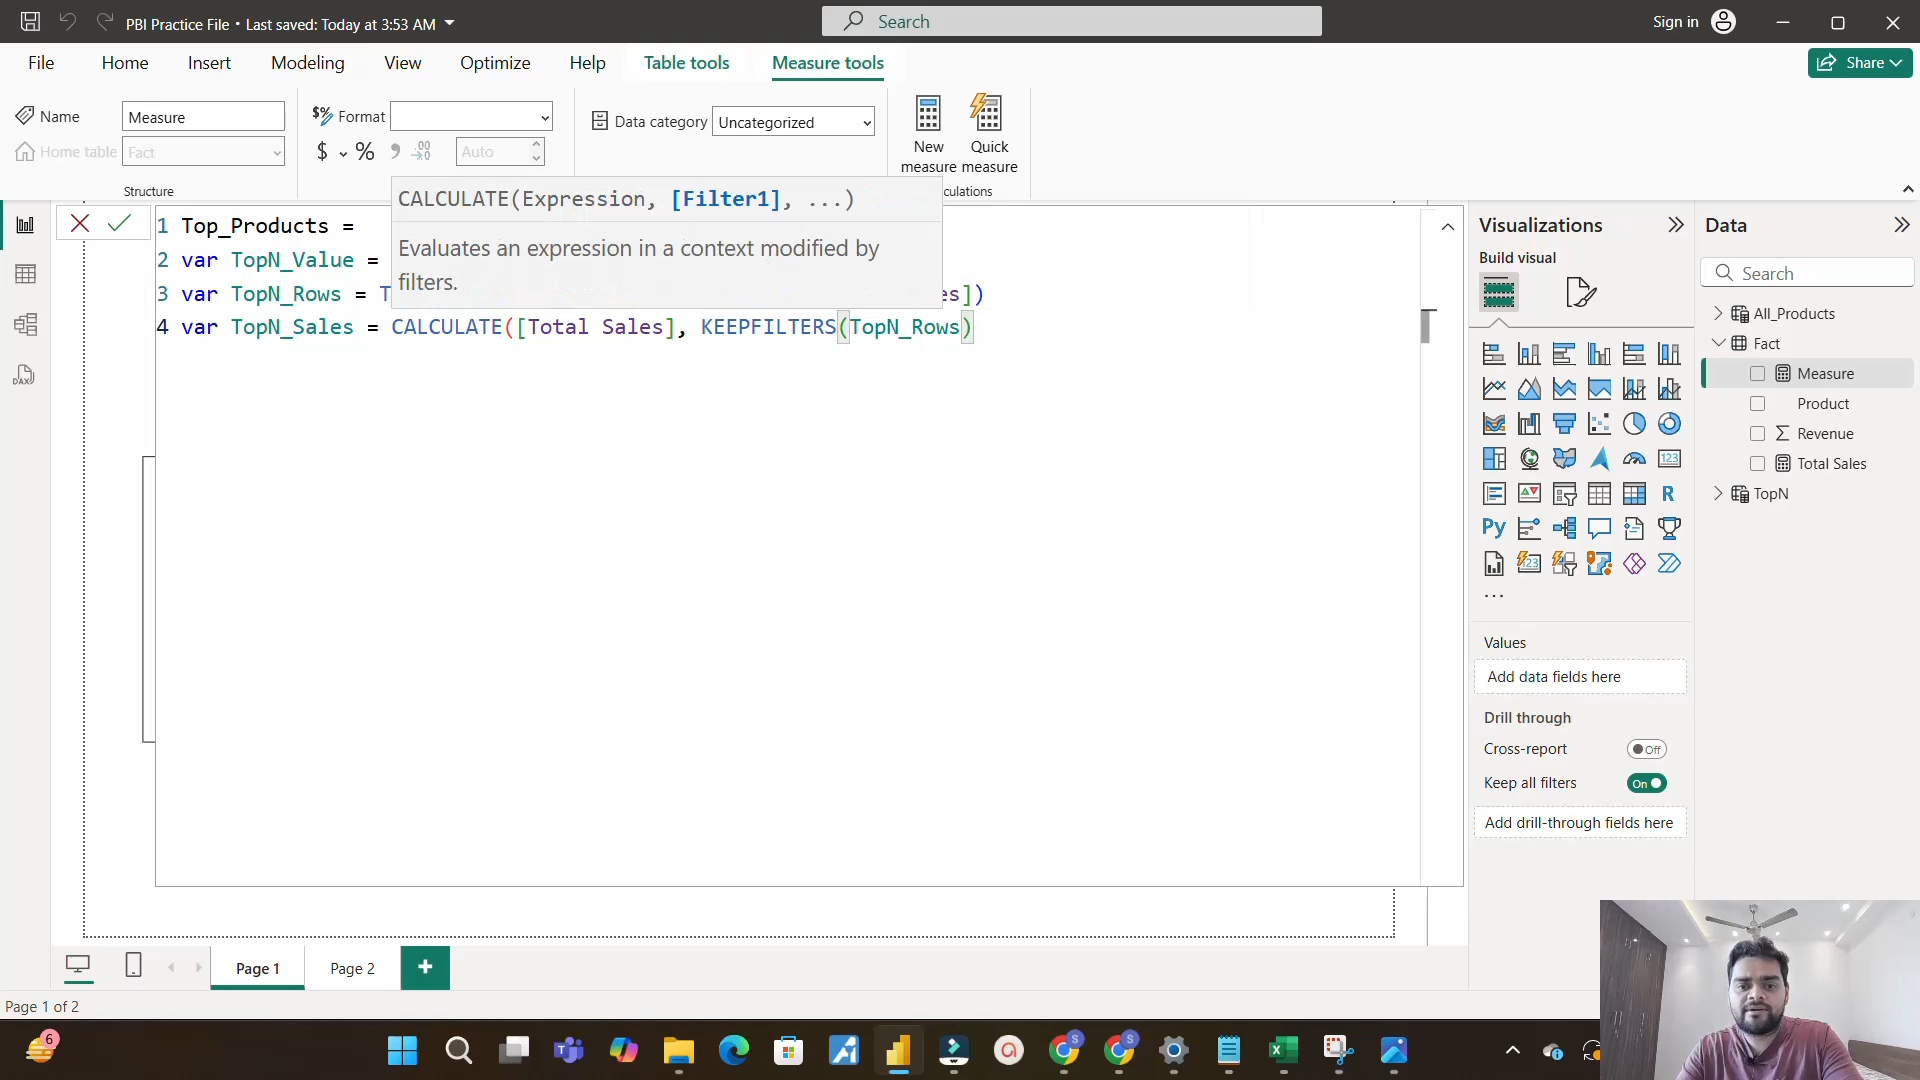 PBI Practice File • Last saved: Today at 3:53 AM
Search
Sign in
File
Home
Insert
Modeling
View
Optimize
Help
Table tools
Measure tools
Share
Name
Measure
Home table
Fact
Structure
$% Format
$
%
Auto
Data category
Uncategorized
New
measure
Quick
measure
culations
CALCULATE(Expression, [Filter1], ...)
Evaluates an expression in a context modified by
filters.
1 Top_Products =
2 var TopN_Value =
3 var TopN_Rows = T
es])
4 var TopN_Sales = CALCULATE([Total Sales], KEEPFILTERS(TopN_Rows)
DAX
Visualizations
Build visual
123
R
Py
123
...
Values
Add data fields here
Drill through
Cross-report
Off
Keep all filters
On
Add drill-through fields here
Data
Search
All_Products
Fact
Measure
Product
Revenue
Total Sales
TopN
Page 1
Page 2
+
Page 1 of 2
6